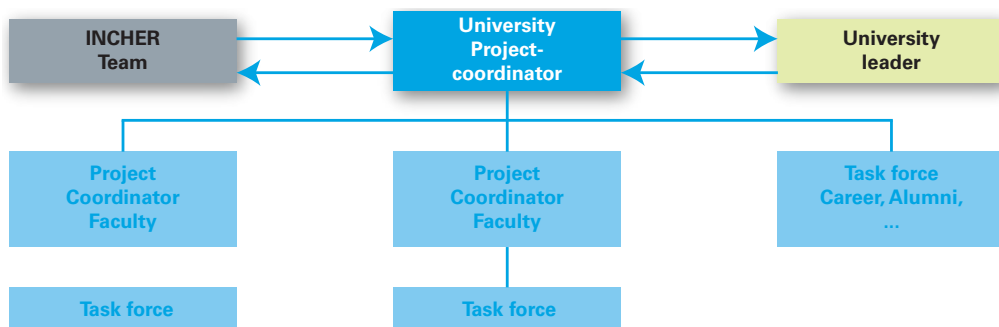 INCHER
Team
University
Project-
coordinator
University
leader
Project
Coordinator
Faculty
Project
Coordinator
Faculty
Task force
Career, Alumni,
...
Task force
Task force